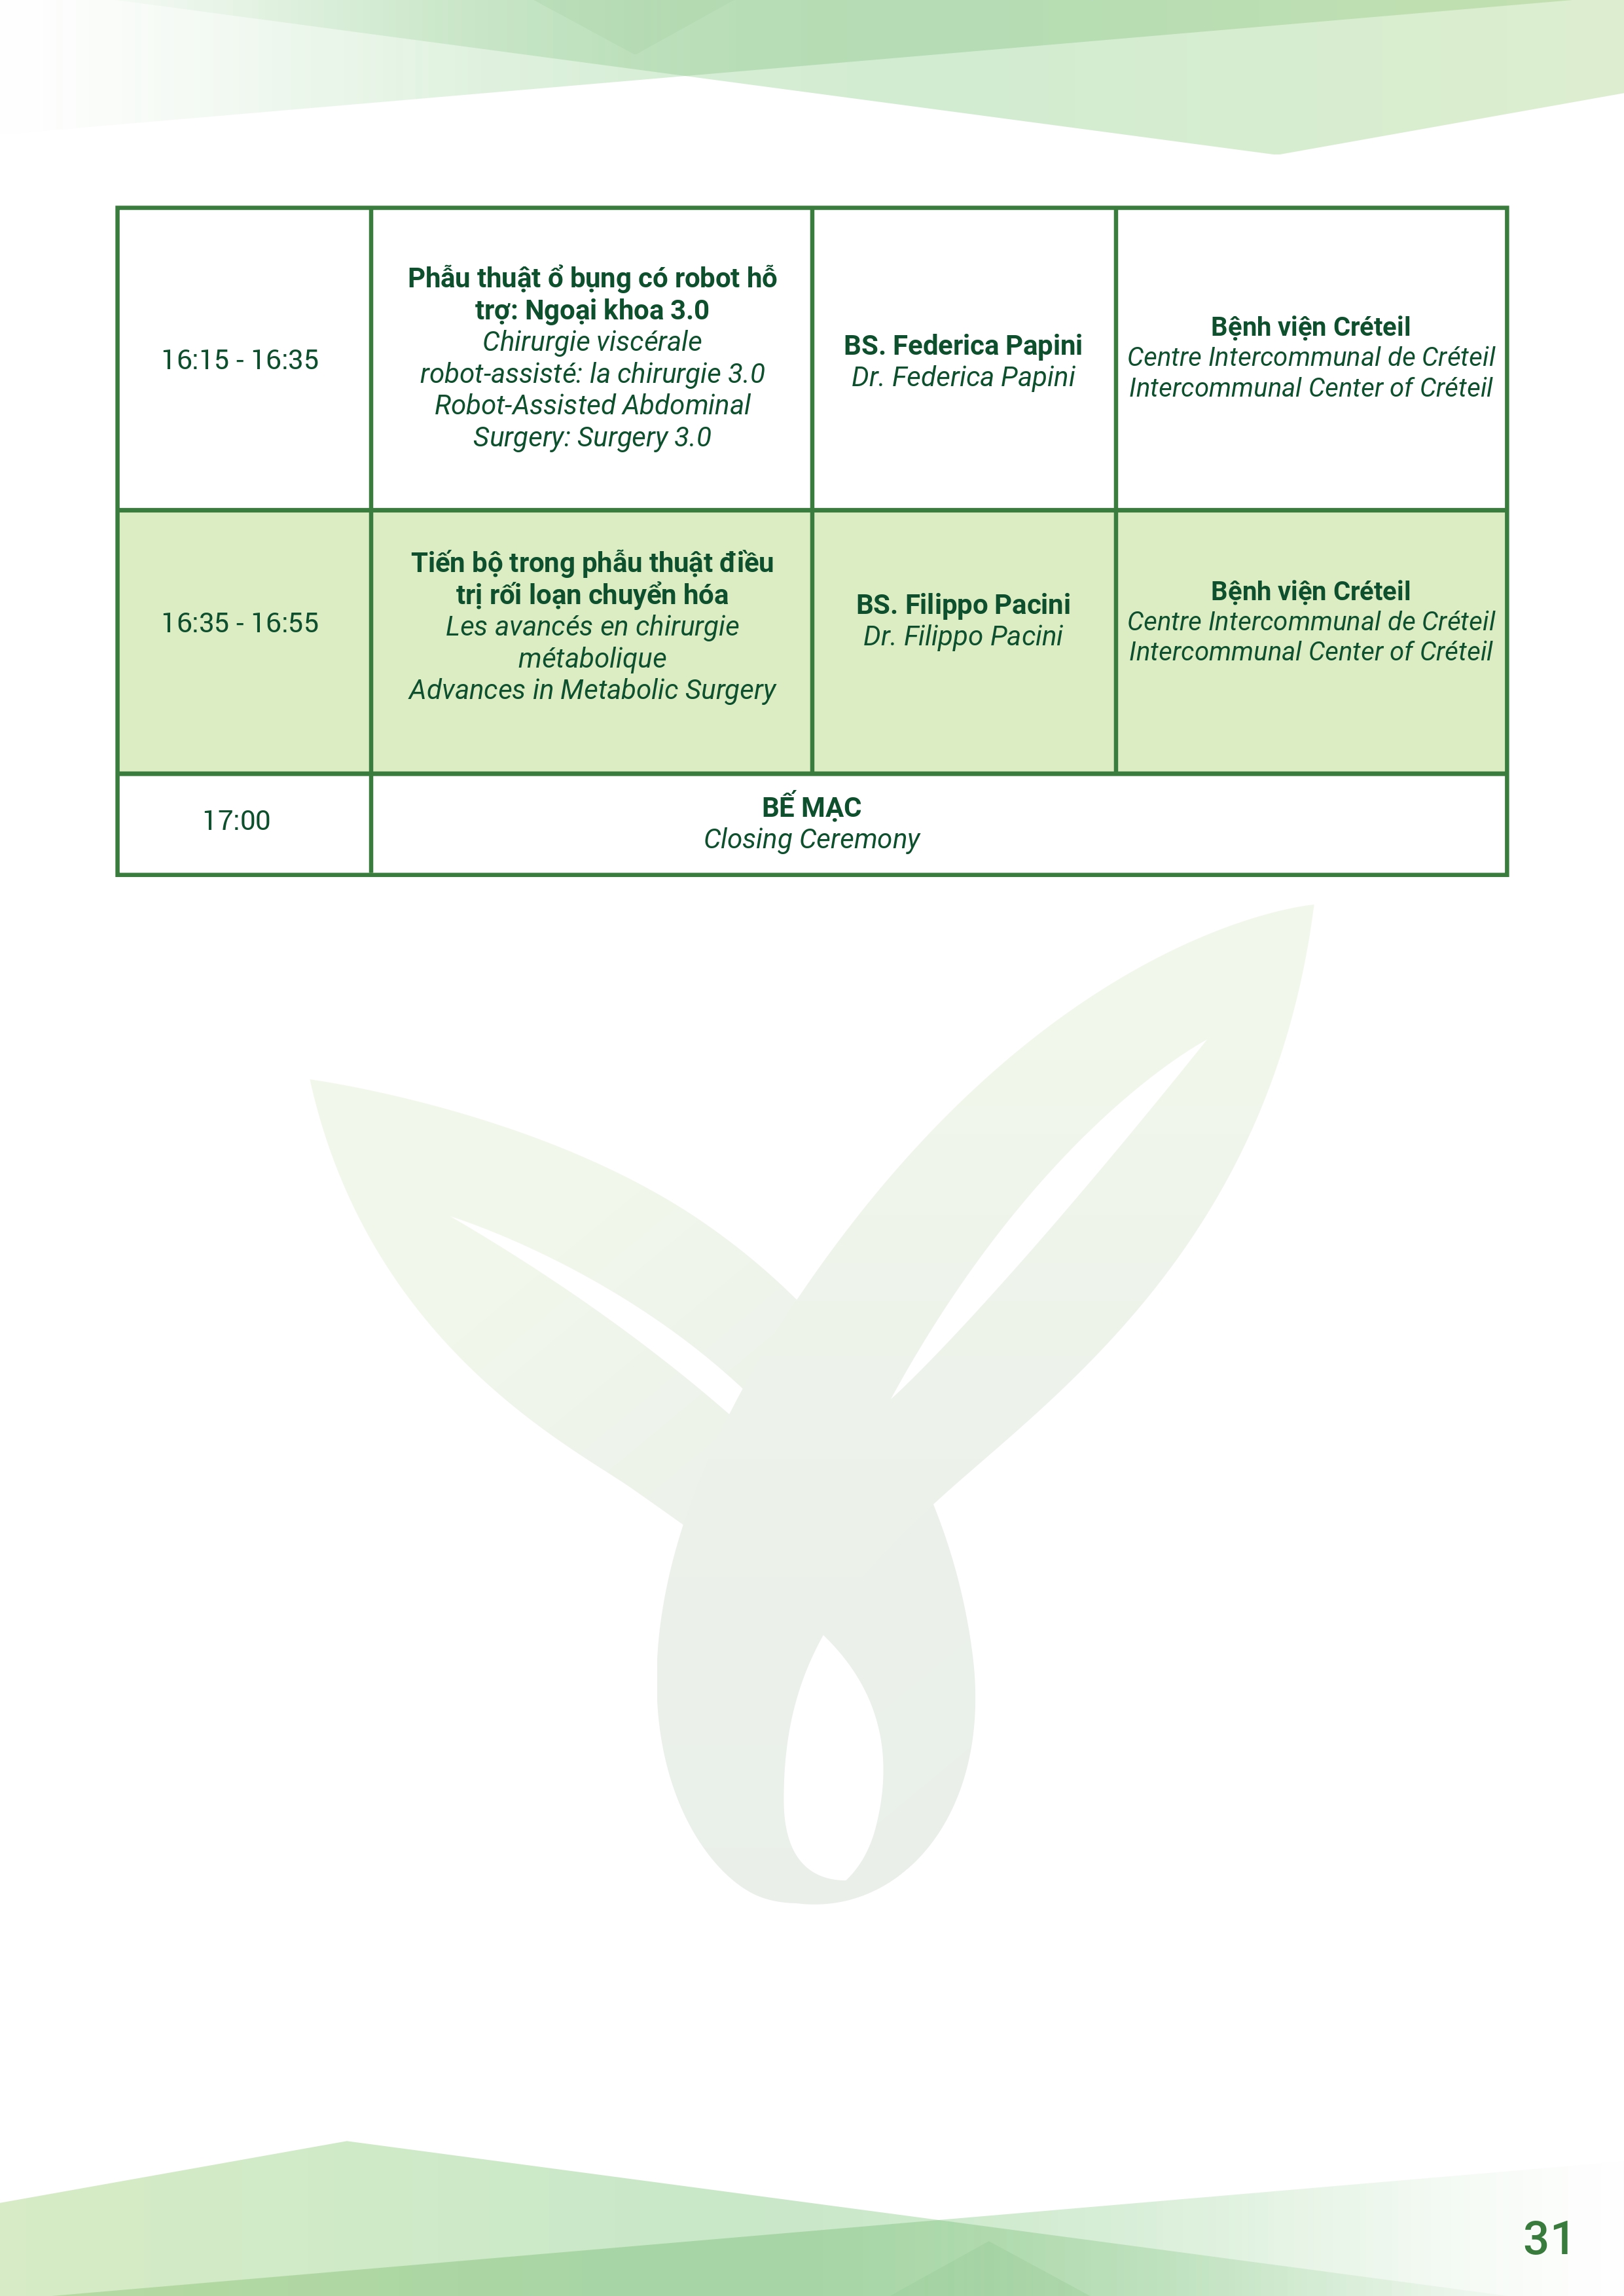 16:15 - 16:35
Phẫu thuật ổ bụng có robot hỗ
trợ: Ngoại khoa 3.0
Chirurgie viscérale
robot-assisté: la chirurgie 3.0
Robot-Assisted Abdominal
Surgery: Surgery 3.0
BS. Federica Papini
Dr. Federica Papini
Bệnh viện Créteil
Centre Intercommunal de Créteil
Intercommunal Center of Créteil
16:35 - 16:55
Tiến bộ trong phẫu thuật điều
trị rối loạn chuyển hóa
Les avancés en chirurgie
métabolique
Advances in Metabolic Surgery
BS. Filippo Pacini
Dr. Filippo Pacini
Bệnh viện Créteil
Centre Intercommunal de Créteil
Intercommunal Center of Créteil
17:00
BẾ MẠC
Closing Ceremony
31